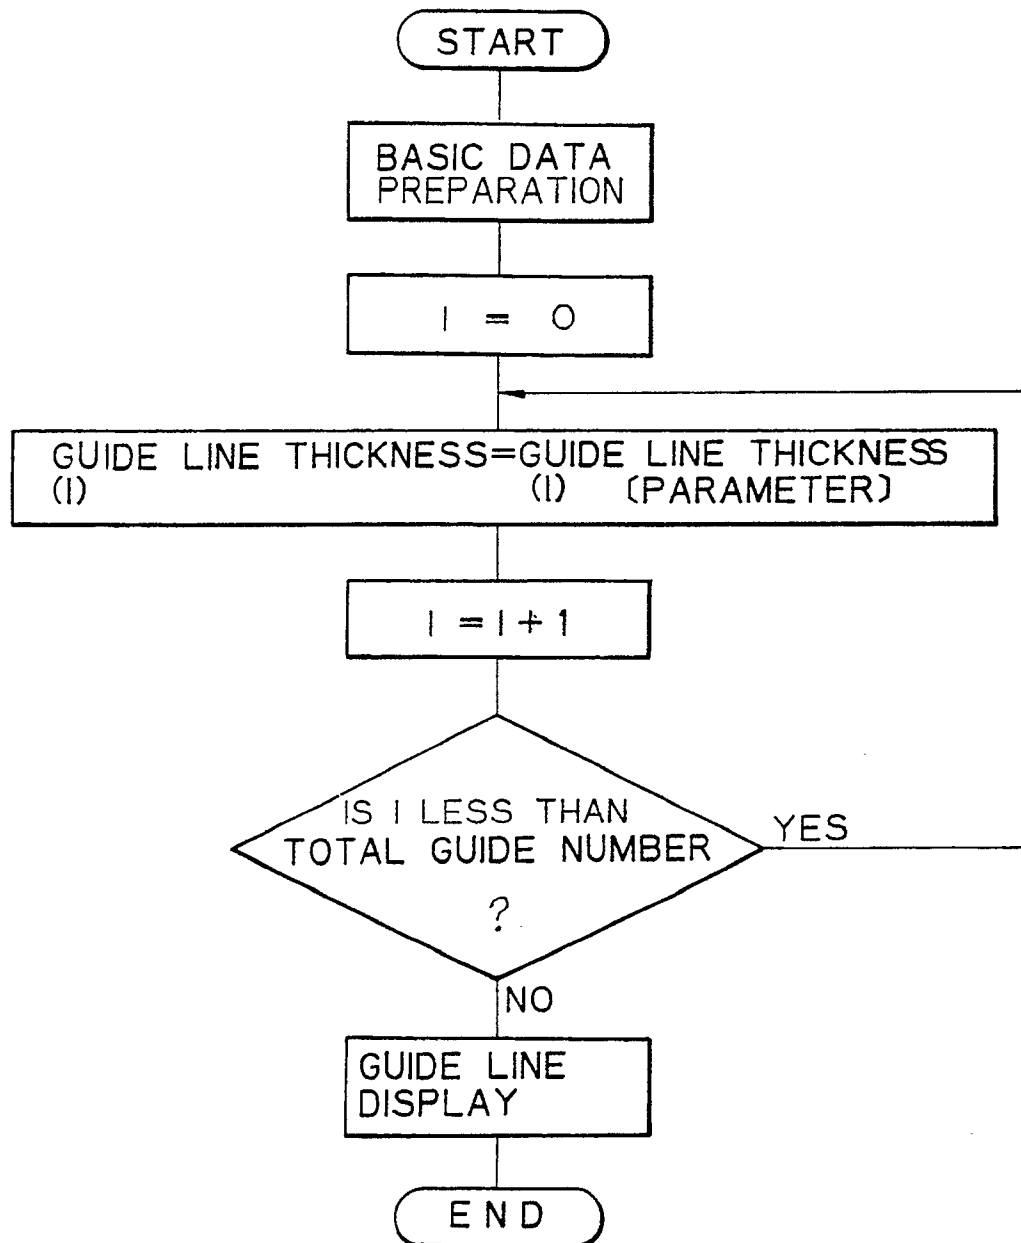 START
BASIC DATA
PREPARATION
I = 0
GUIDE LINE THICKNESS=GUIDE LINE THICKNESS
(I) (I) [PARAMETER]
I = I + 1
IS I LESS THAN
TOTAL GUIDE NUMBER
?
YES
NO
GUIDE LINE
DISPLAY
END